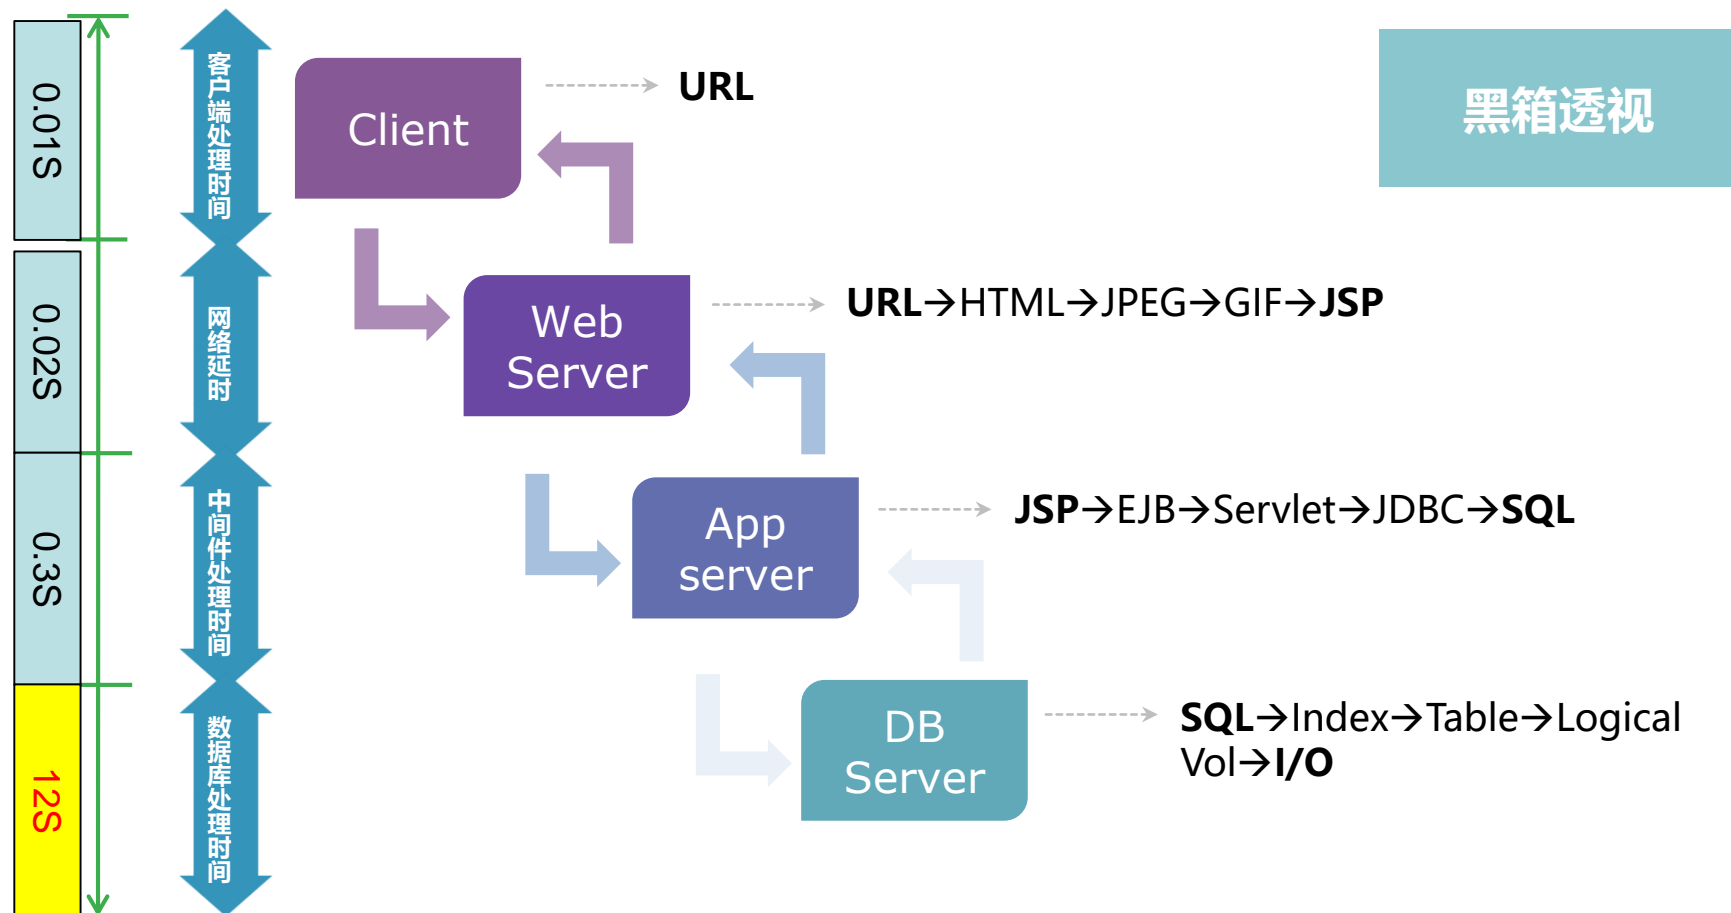 黑箱透视
0.01S
客户端处理时间
Client
URL
0.02S
网络延时
Web
Server
URL→HTML→JPEG→GIF→JSP
0.3S
中间件处理时间
App
server
JSP→EJB→Servlet→JDBC→SQL
12S
数据库处理时间
DB
Server
SQL→Index→Table→Logical
Vol→I/O